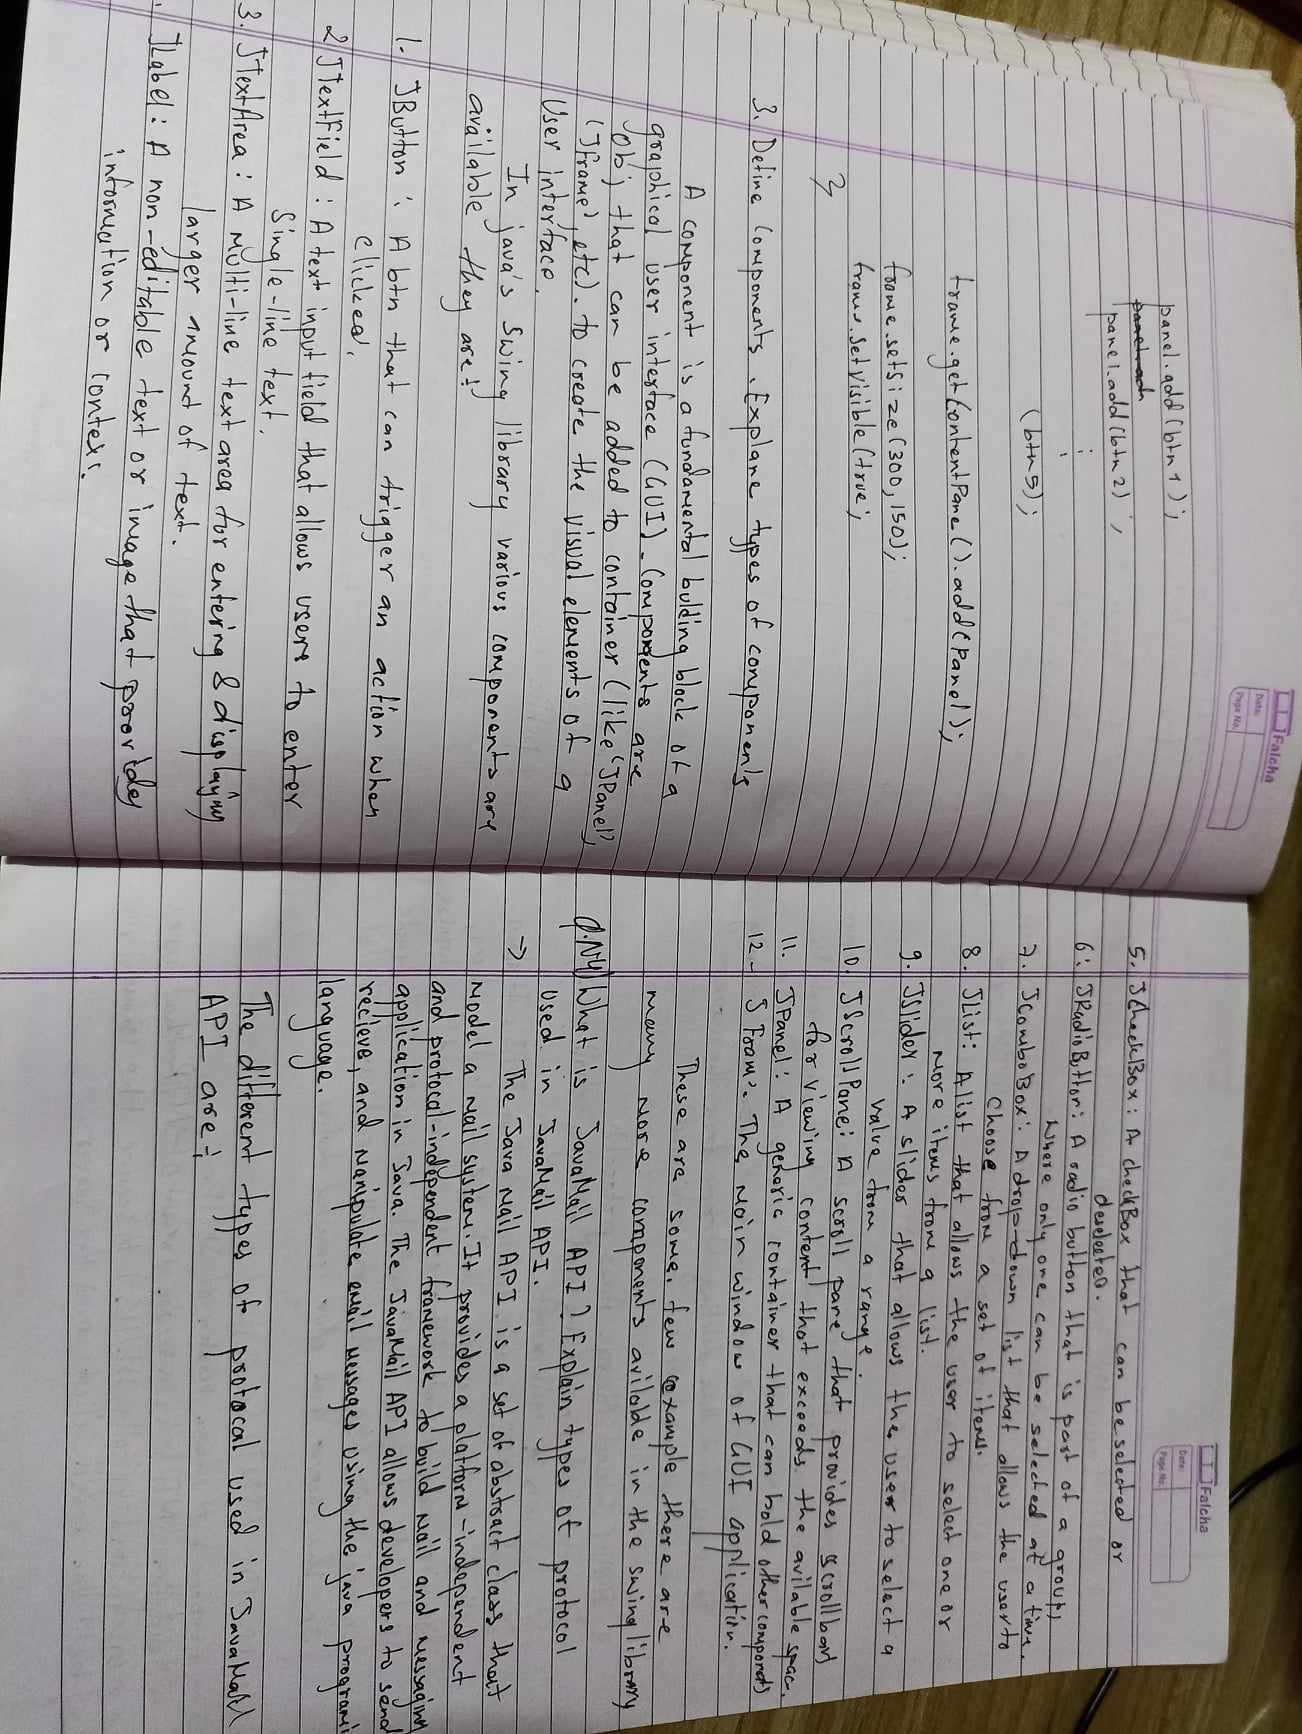 Falcha
Date:
Page No.
panel.add(btn1);
panel.add(btn2);
(btn5);
frame.getContentPane().add(panel);
frame.setSize(300,150);
frame.setVisible(true;
}
3. Define Components. Explane types of components
A component is a fundamental bulding block of a
graphical user interface (GUI). Components are
obj that can be added to container (like 'JPanel',
'Jframe', etc). to create the visual elements of a
User interface.
In java's swing library various components are
available they are:-
1. JButton : A btn that can trigger an action when
clicked.
2 JTextField : A text input field that allows users to enter
Single-line text.
3. JTextArea : A multi-line text area for entering & displaying
larger amount of text.
. JLabel : A non-editable text or image that provides
information or context.
Falcha
Date:
Page No.
5. JCheckBox : A checkBox that can be selected or
deselected.
6. JRadioButton: A radio button that is part of a group,
where only one can be selected at a time.
7. JComboBox : A drop-down list that allows the user to
Choose from a set of items.
8. JList: A list that allows the user to select one or
more items from a list.
9. JSlider : A slider that allows the user to select a
value from a range.
10. JScrollPane: A scroll pane that provides scrollbars
for viewing content that exceeds the avilable spac.
11. JPanel : A generic container that can hold other components
12. The main window of GUI application.
These are some few example there are
many more components in the swing library
Q.N4) What is JavaMail API? Explain types of protocol
used in JavaMail API.
→ The Java Mail API is a set of abstract class that
model a mail system. It provides a platform-independent
and protocal-independent framework to build mail and messaging
application in Java. The JavaMail API allows developers to send
recieve, and manipulate email messages using the java program
language.
The different types of protocal used in JavaMail
API are :-